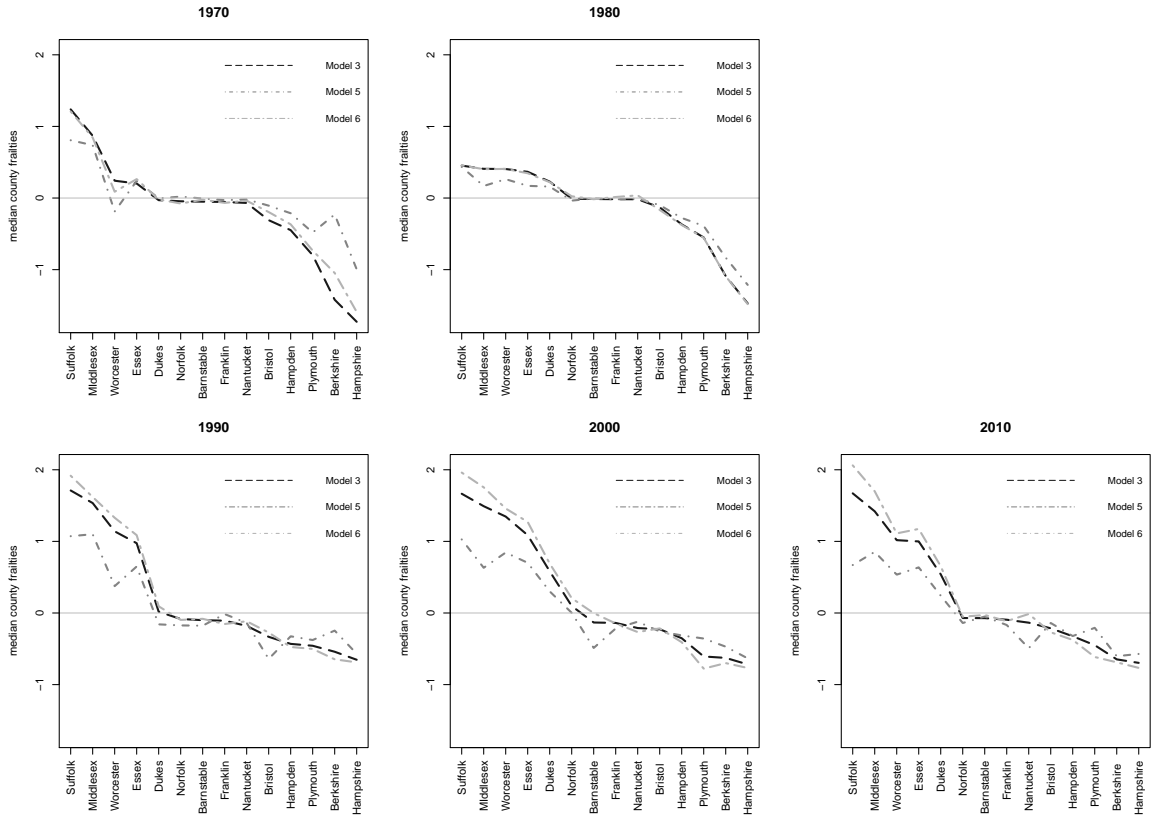 1970
median county frailties
2
1
0
−1
Model 3
Model 5
Model 6
Suffolk
MIddlesex
Worcester
Essex
Dukes
Norfolk
Barnstable
Franklin
Nantucket
Bristol
Hampden
Plymouth
Berkshire
Hampshire
1980
median county frailties
2
1
0
−1
Model 3
Model 5
Model 6
Suffolk
MIddlesex
Worcester
Essex
Dukes
Norfolk
Barnstable
Franklin
Nantucket
Bristol
Hampden
Plymouth
Berkshire
Hampshire
1990
median county frailties
2
1
0
−1
Model 3
Model 5
Model 6
Suffolk
MIddlesex
Worcester
Essex
Dukes
Norfolk
Barnstable
Franklin
Nantucket
Bristol
Hampden
Plymouth
Berkshire
Hampshire
2000
median county frailties
2
1
0
−1
Model 3
Model 5
Model 6
Suffolk
MIddlesex
Worcester
Essex
Dukes
Norfolk
Barnstable
Franklin
Nantucket
Bristol
Hampden
Plymouth
Berkshire
Hampshire
2010
median county frailties
2
1
0
−1
Model 3
Model 5
Model 6
Suffolk
MIddlesex
Worcester
Essex
Dukes
Norfolk
Barnstable
Franklin
Nantucket
Bristol
Hampden
Plymouth
Berkshire
Hampshire